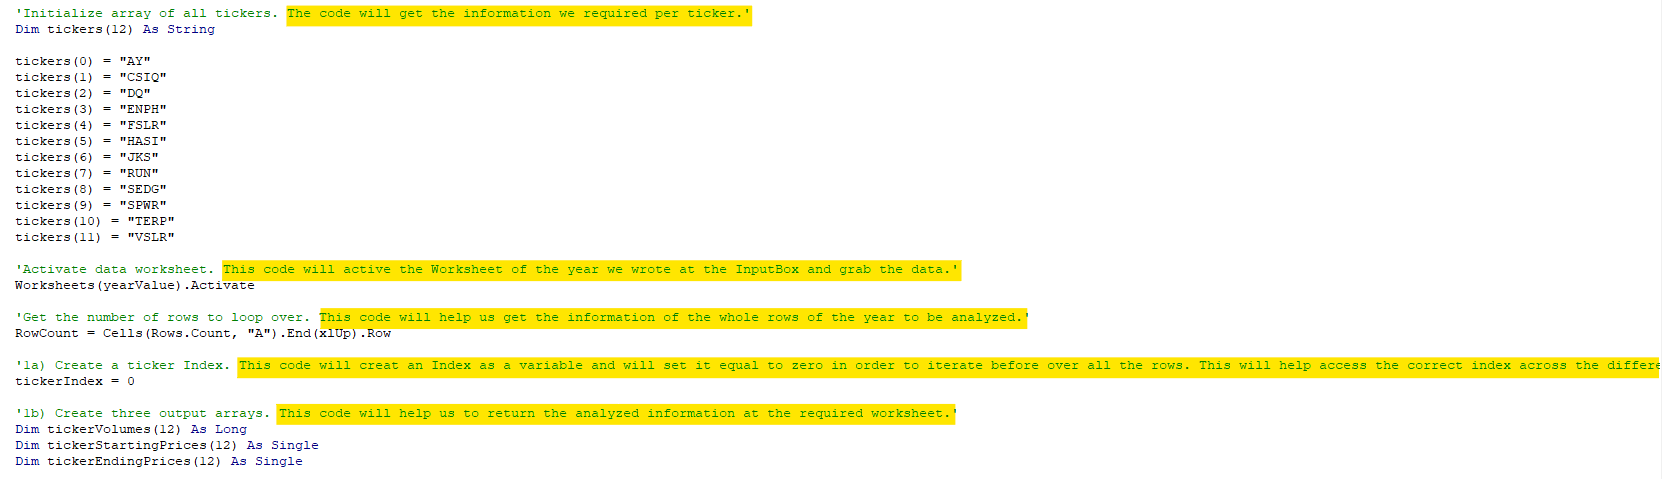 'Initialize array of all tickers. The code will get the information we required per ticker.'
Dim tickers(12) As String
tickers(0) = "AY"
tickers(1) = "CSIQ"
tickers(2) = "DQ"
tickers(3) = "ENPH"
tickers(4) = "FSLR"
tickers(5) = "HASI"
tickers(6) = "JKS"
tickers(7) = "RUN"
tickers(8) = "SEDG"
tickers(9) = "SPWR"
tickers(10) = "TERP"
tickers(11) = "VSLR"
'Activate data worksheet. This code will active the Worksheet of the year we wrote at the InputBox and grab the data.'
Worksheets(yearValue).Activate
'Get the number of rows to loop over. This code will help us get the information of the whole rows of the year to be analyzed.'
RowCount = Cells(Rows.Count, "A").End(xlUp).Row
'1a) Create a ticker Index. This code will creat an Index as a variable and will set it equal to zero in order to iterate before over all the rows. This will help access the correct index across the differe
tickerIndex = 0
'1b) Create three output arrays. This code will help us to return the analyzed information at the required worksheet.'
Dim tickerVolumes(12) As Long
Dim tickerStartingPrices(12) As Single
Dim tickerEndingPrices(12) As Single